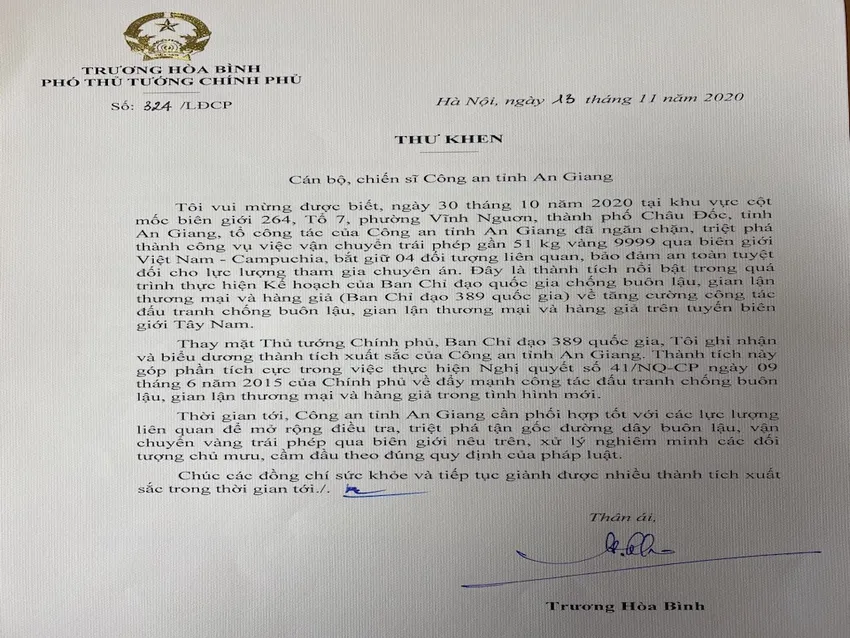 TRƯƠNG HÒA BÌNH
PHÓ THỦ TƯỚNG CHÍNH PHỦ
Số: 324 /LĐCP
Hà Nội, ngày 13 tháng 11 năm 2020
THƯ KHEN
Cán bộ, chiến sĩ Công an tỉnh An Giang
Tôi vui mừng được biết, ngày 30 tháng 10 năm 2020 tại khu vực cột
mốc biên giới 264, Tổ 7, phường Vĩnh Nguơn, thành phố Châu Đốc, tỉnh
An Giang, tổ công tác của Công an tỉnh An Giang đã ngăn chặn, triệt phá
thành công vụ việc vận chuyển trái phép gần 51 kg vàng 9999 qua biên giới
Việt Nam - Campuchia, bắt giữ 04 đối tượng liên quan, bảo đảm an toàn tuyệt
đối cho lực lượng tham gia chuyên án. Đây là thành tích nổi bật trong quá
trình thực hiện Kế hoạch của Ban Chỉ đạo quốc gia chống buôn lậu, gian lận
thương mại và hàng giả (Ban Chỉ đạo 389 quốc gia) về tăng cường công tác
đấu tranh chống buôn lậu, gian lận thương mại và hàng giả trên tuyến biên
giới Tây Nam.
Thay mặt Thủ tướng Chính phủ, Ban Chỉ đạo 389 quốc gia, Tôi ghi nhận
và biểu dương thành tích xuất sắc của Công an tỉnh An Giang. Thành tích này
góp phần tích cực trong việc thực hiện Nghị quyết số 41/NQ-CP ngày 09
tháng 6 năm 2015 của Chính phủ về đẩy mạnh công tác đấu tranh chống buôn
lậu, gian lận thương mại và hàng giả trong tình hình mới.
Thời gian tới, Công an tỉnh An Giang cần phối hợp tốt với các lực lượng
liên quan để mở rộng điều tra, triệt phá tận gốc đường dây buôn lậu, vận
chuyển vàng trái phép qua biên giới nêu trên, xử lý nghiêm minh các đối
tượng chủ mưu, cầm đầu theo đúng quy định của pháp luật.
Chúc các đồng chí sức khỏe và tiếp tục giành được nhiều thành tích xuất
sắc trong thời gian tới./.
Thân ái,
Trương Hòa Bình